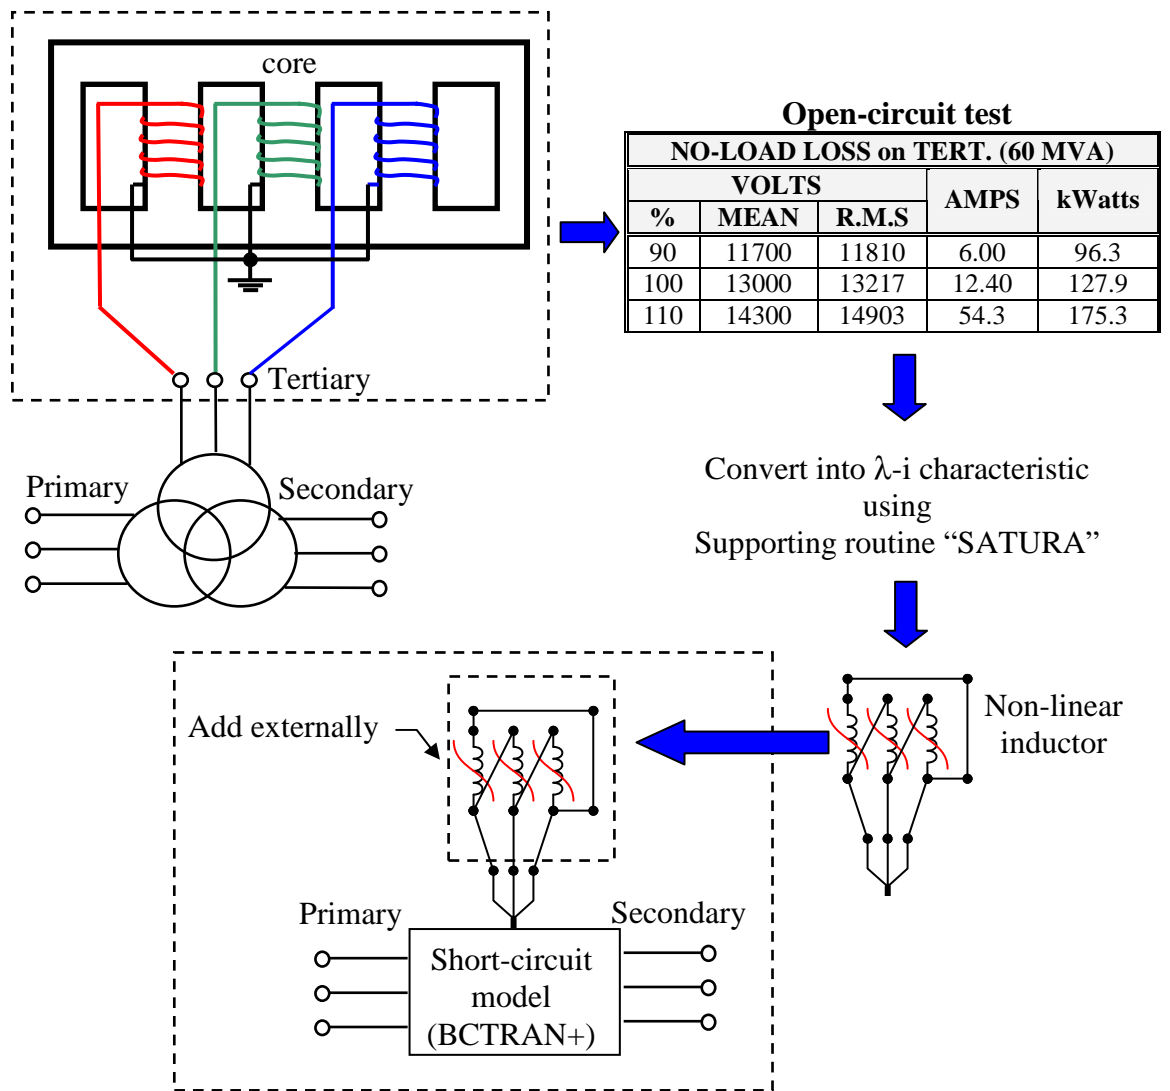 core
Open-circuit test
NO-LOAD LOSS on TERT. (60 MVA)
VOLTS AMPS kWatts
% MEAN R.M.S
90 11700 11810 6.00 96.3
100 13000 13217 12.40 127.9
110 14300 14903 54.3 175.3
Tertiary
Primary Secondary
Convert into λ-i characteristic
using
Supporting routine “SATURA”
Add externally
Non-linear
inductor
Primary Secondary
Short-circuit
model
(BCTRAN+)